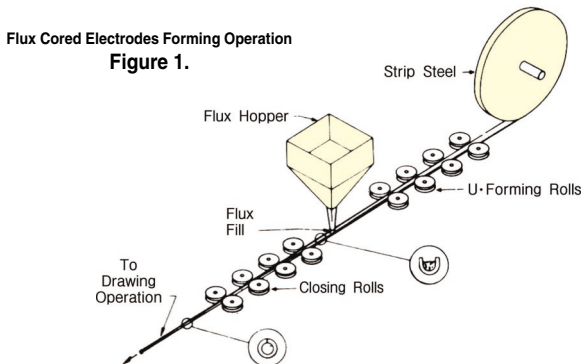 Flux Cored Electrodes Forming Operation
Figure 1.
Strip Steel
Flux Hopper
U·Forming Rolls
Flux
Fill
To
Drawing
Operation
Closing Rolls